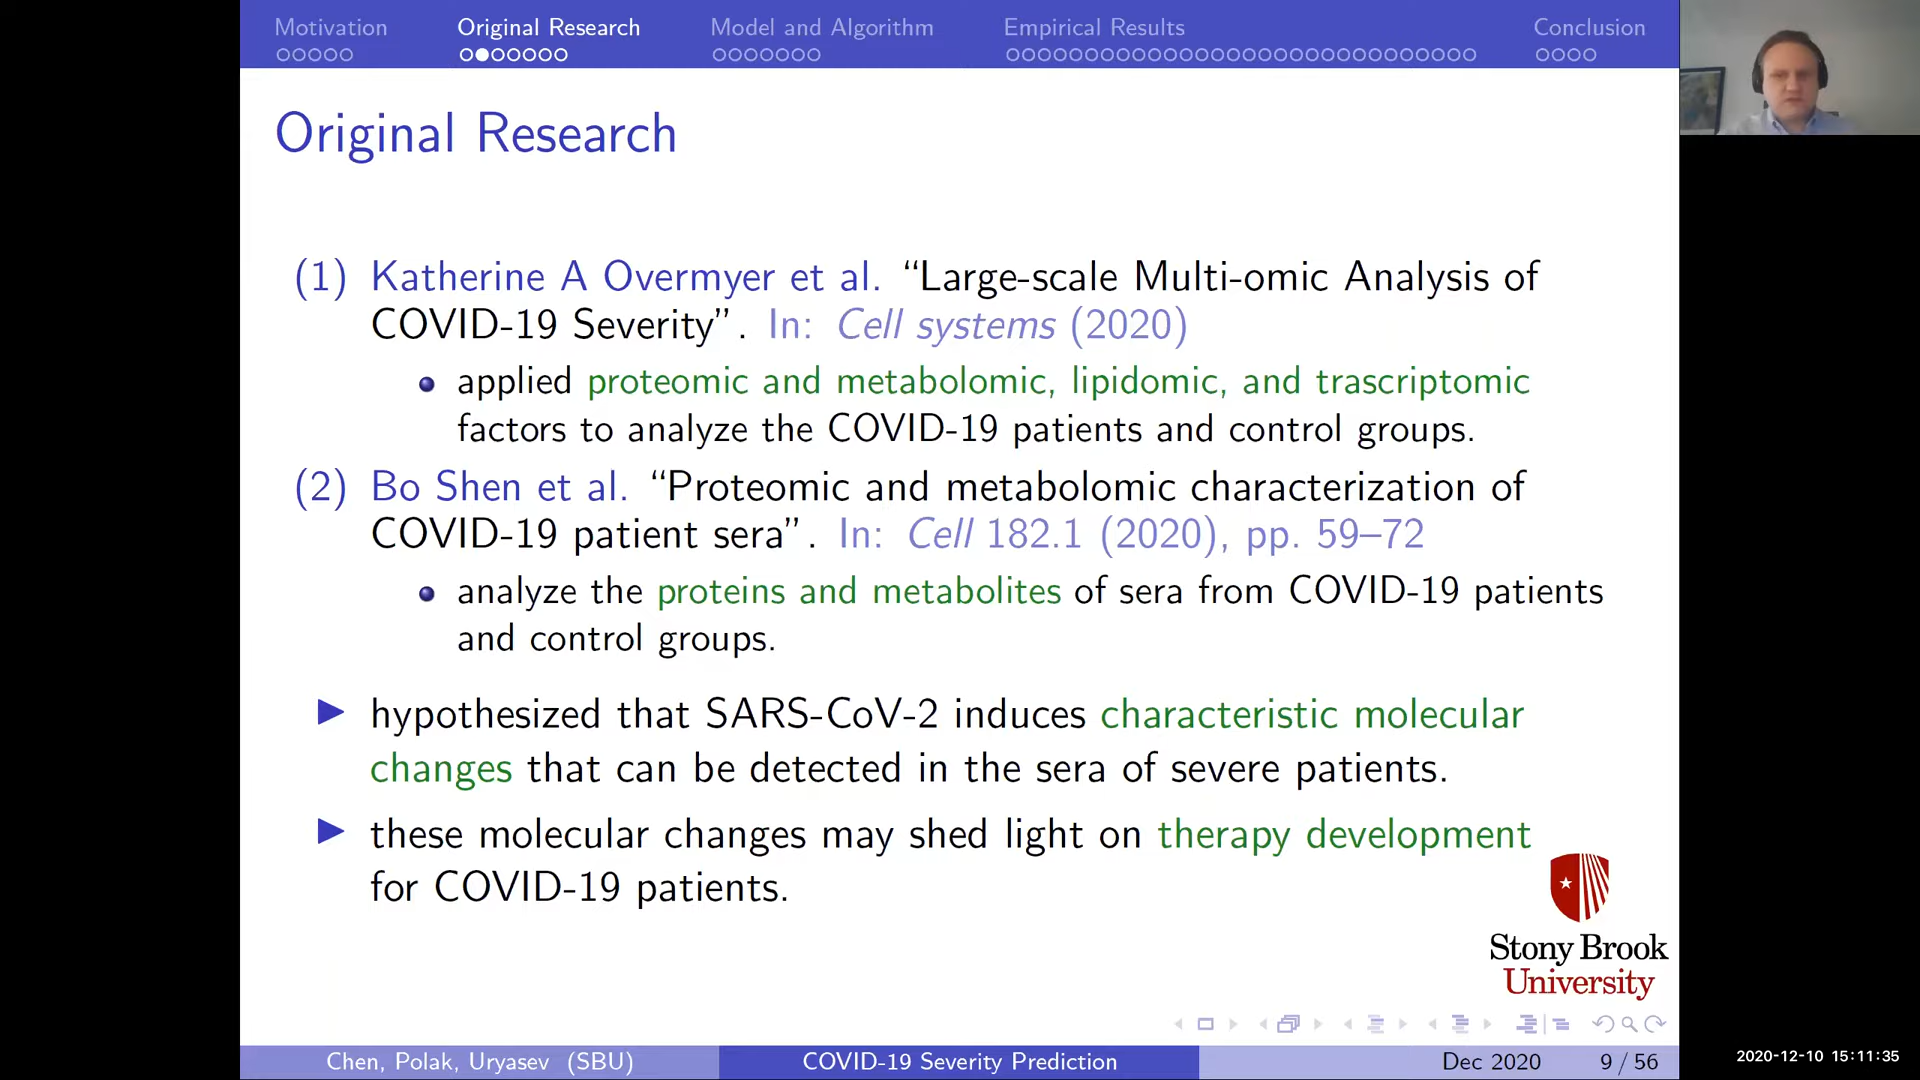 Motivation Original Research Model and Algorithm Empirical Results Conclusion
Original Research
(1) Katherine A Overmyer et al. “Large-scale Multi-omic Analysis of
COVID-19 Severity”. In: Cell systems (2020)
applied proteomic and metabolomic, lipidomic, and trascriptomic
factors to analyze the COVID-19 patients and control groups.
(2) Bo Shen et al. “Proteomic and metabolomic characterization of
COVID-19 patient sera”. In: Cell 182.1 (2020), pp. 59–72
analyze the proteins and metabolites of sera from COVID-19 patients
and control groups.
hypothesized that SARS-CoV-2 induces characteristic molecular
changes that can be detected in the sera of severe patients.
these molecular changes may shed light on therapy development
for COVID-19 patients.
Stony Brook
University
Chen, Polak, Uryasev (SBU) COVID-19 Severity Prediction Dec 2020 9 / 56
2020-12-10 15:11:35